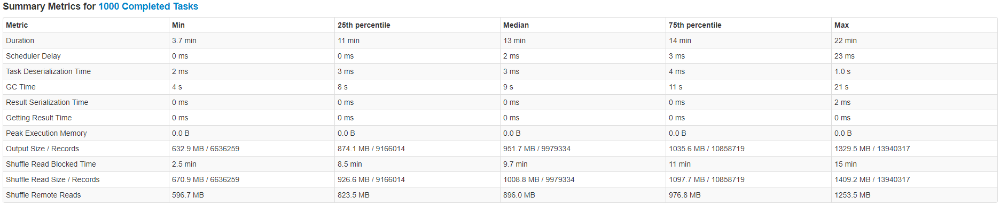 Summary Metrics for 1000 Completed Tasks
Metric Min 25th percentile Median 75th percentile Max
Duration 3.7 min 11 min 13 min 14 min 22 min
Scheduler Delay 0 ms 0 ms 2 ms 3 ms 23 ms
Task Deserialization Time 2 ms 3 ms 3 ms 4 ms 1.0 s
GC Time 4 s 8 s 9 s 11 s 21 s
Result Serialization Time 0 ms 0 ms 0 ms 0 ms 2 ms
Getting Result Time 0 ms 0 ms 0 ms 0 ms 0 ms
Peak Execution Memory 0.0 B 0.0 B 0.0 B 0.0 B 0.0 B
Output Size / Records 632.9 MB / 6636259 874.1 MB / 9166014 951.7 MB / 9979334 1035.6 MB / 10858719 1329.5 MB / 13940317
Shuffle Read Blocked Time 2.5 min 8.5 min 9.7 min 11 min 15 min
Shuffle Read Size / Records 670.9 MB / 6636259 926.6 MB / 9166014 1008.8 MB / 9979334 1097.7 MB / 10858719 1409.2 MB / 13940317
Shuffle Remote Reads 596.7 MB 823.5 MB 896.0 MB 976.8 MB 1253.5 MB